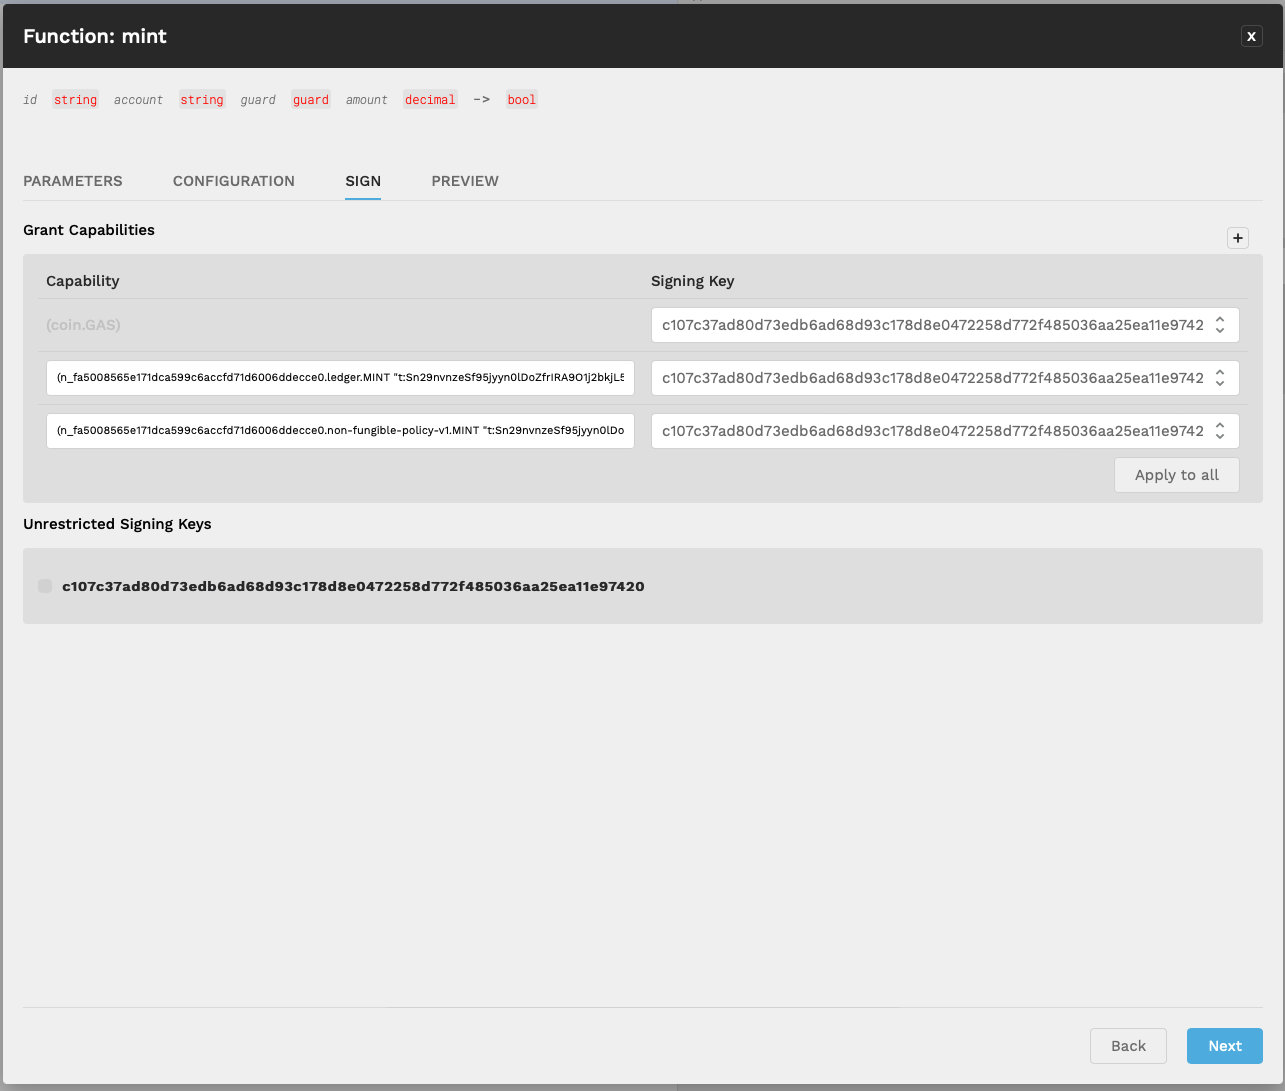 Function: mint
X
id string account string guard guard amount decimal -> bool
PARAMETERS CONFIGURATION SIGN PREVIEW
Grant Capabilities
+
Capability Signing Key
(coin.GAS) c107c37ad80d73edb6ad68d93c178d8e0472258d772f485036aa25ea11e9742
(n_fa5008565e171dca599c6accfd71d6006ddecce0.ledger.MINT "t:Sn29nvnzeSf95jyyn0lDoZfrIRA9O1j2bkjL5 c107c37ad80d73edb6ad68d93c178d8e0472258d772f485036aa25ea11e9742
(n_fa5008565e171dca599c6accfd71d6006ddecce0.non-fungible-policy-v1.MINT "t:Sn29nvnzeSf95jyyn0lDo c107c37ad80d73edb6ad68d93c178d8e0472258d772f485036aa25ea11e9742
Apply to all
Unrestricted Signing Keys
c107c37ad80d73edb6ad68d93c178d8e0472258d772f485036aa25ea11e97420
Back Next